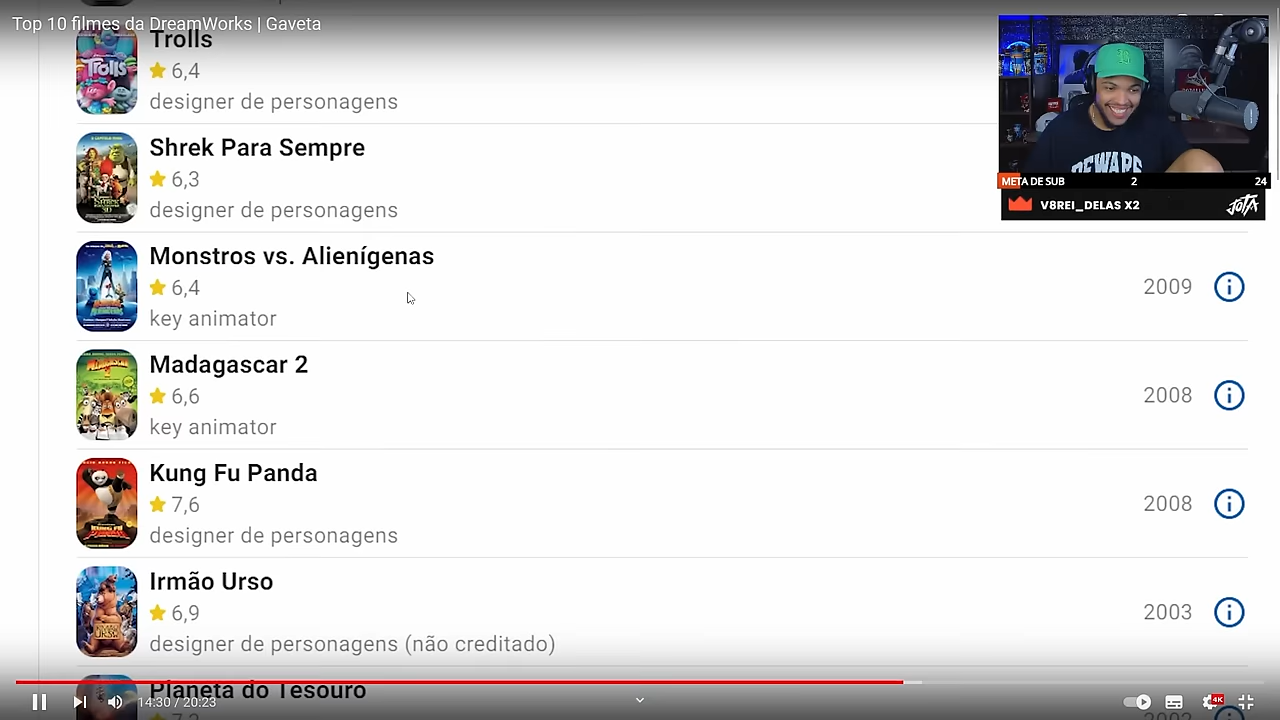 Top 10 filmes da DreamWorks | Gaveta
Trolls
6,4
designer de personagens
Shrek Para Sempre
6,3
designer de personagens
Monstros vs. Alienígenas
6,4
key animator
2009
Madagascar 2
6,6
key animator
2008
Kung Fu Panda
7,6
designer de personagens
2008
Irmão Urso
6,9
designer de personagens (não creditado)
2003
Planeta do Tesouro
META DE SUB 2 24
V8REI_DELAS X2
JOTA
14:30 / 20:23
4K
TROLLS